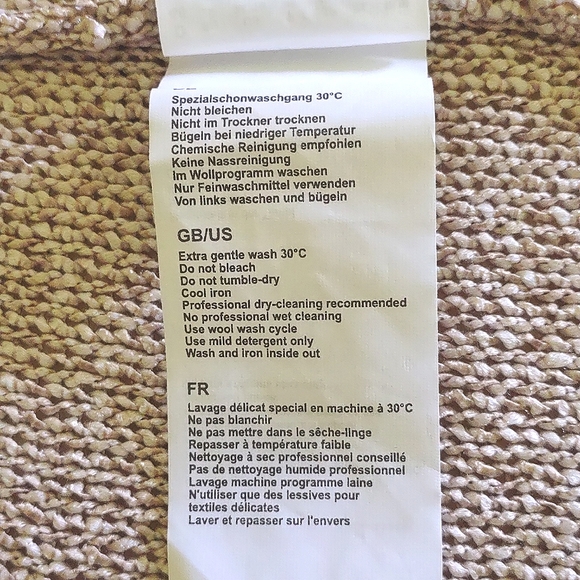 Spezialschonwaschgang 30°C
Nicht bleichen
Nicht im Trockner trocknen
Bügeln bei niedriger Temperatur
Chemische Reinigung empfohlen
Keine Nassreinigung
Im Wollprogramm waschen
Nur Feinwaschmittel verwenden
Von links waschen und bügeln
GB/US
Extra gentle wash 30°C
Do not bleach
Do not tumble-dry
Cool iron
Professional dry-cleaning recommended
No professional wet cleaning
Use wool wash cycle
Use mild detergent only
Wash and iron inside out
FR
Lavage délicat special en machine à 30°C
Ne pas blanchir
Ne pas mettre dans le sêche-linge
Repasser à température faible
Nettoyage à sec professionnel conseillé
Pas de nettoyage humide professionnel
Lavage machine programme laine
N'utiliser que des lessives pour
textiles délicates
Laver et repasser sur l'envers